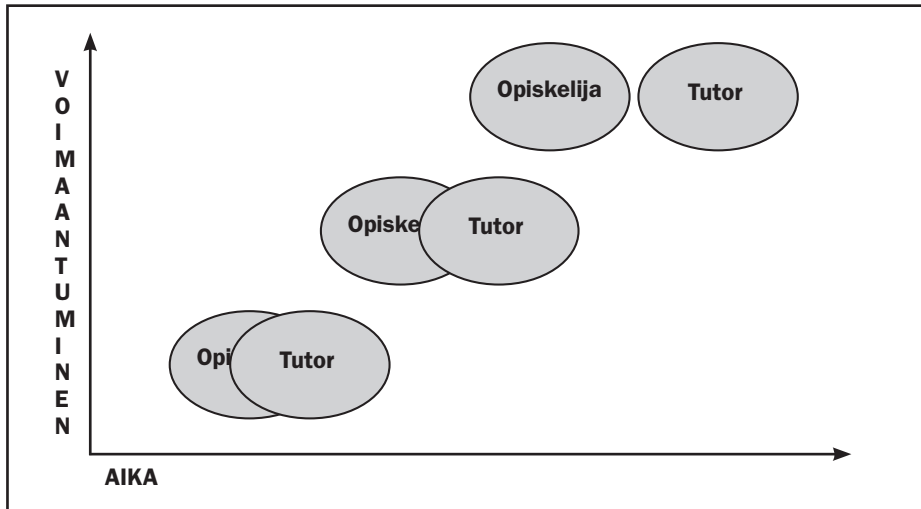 VOIMAANTUMINEN
Opiskelija Tutor
Opiske Tutor
Opi Tutor
AIKA